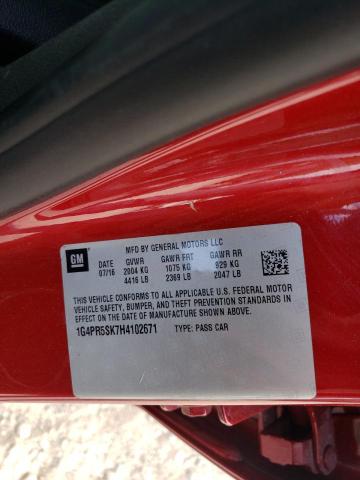 GM
MFD BY GENERAL MOTORS LLC
DATE GVWR GAWR FRT GAWR RR
07/16 2004 KG 1075 KG 929 KG
4416 LB 2369 LB 2047 LB
THIS VEHICLE CONFORMS TO ALL APPLICABLE U.S. FEDERAL MOTOR
VEHICLE SAFETY, BUMPER, AND THEFT PREVENTION STANDARDS IN
EFFECT ON THE DATE OF MANUFACTURE SHOWN ABOVE.
1G4PR5SK7H4102671 TYPE: PASS CAR